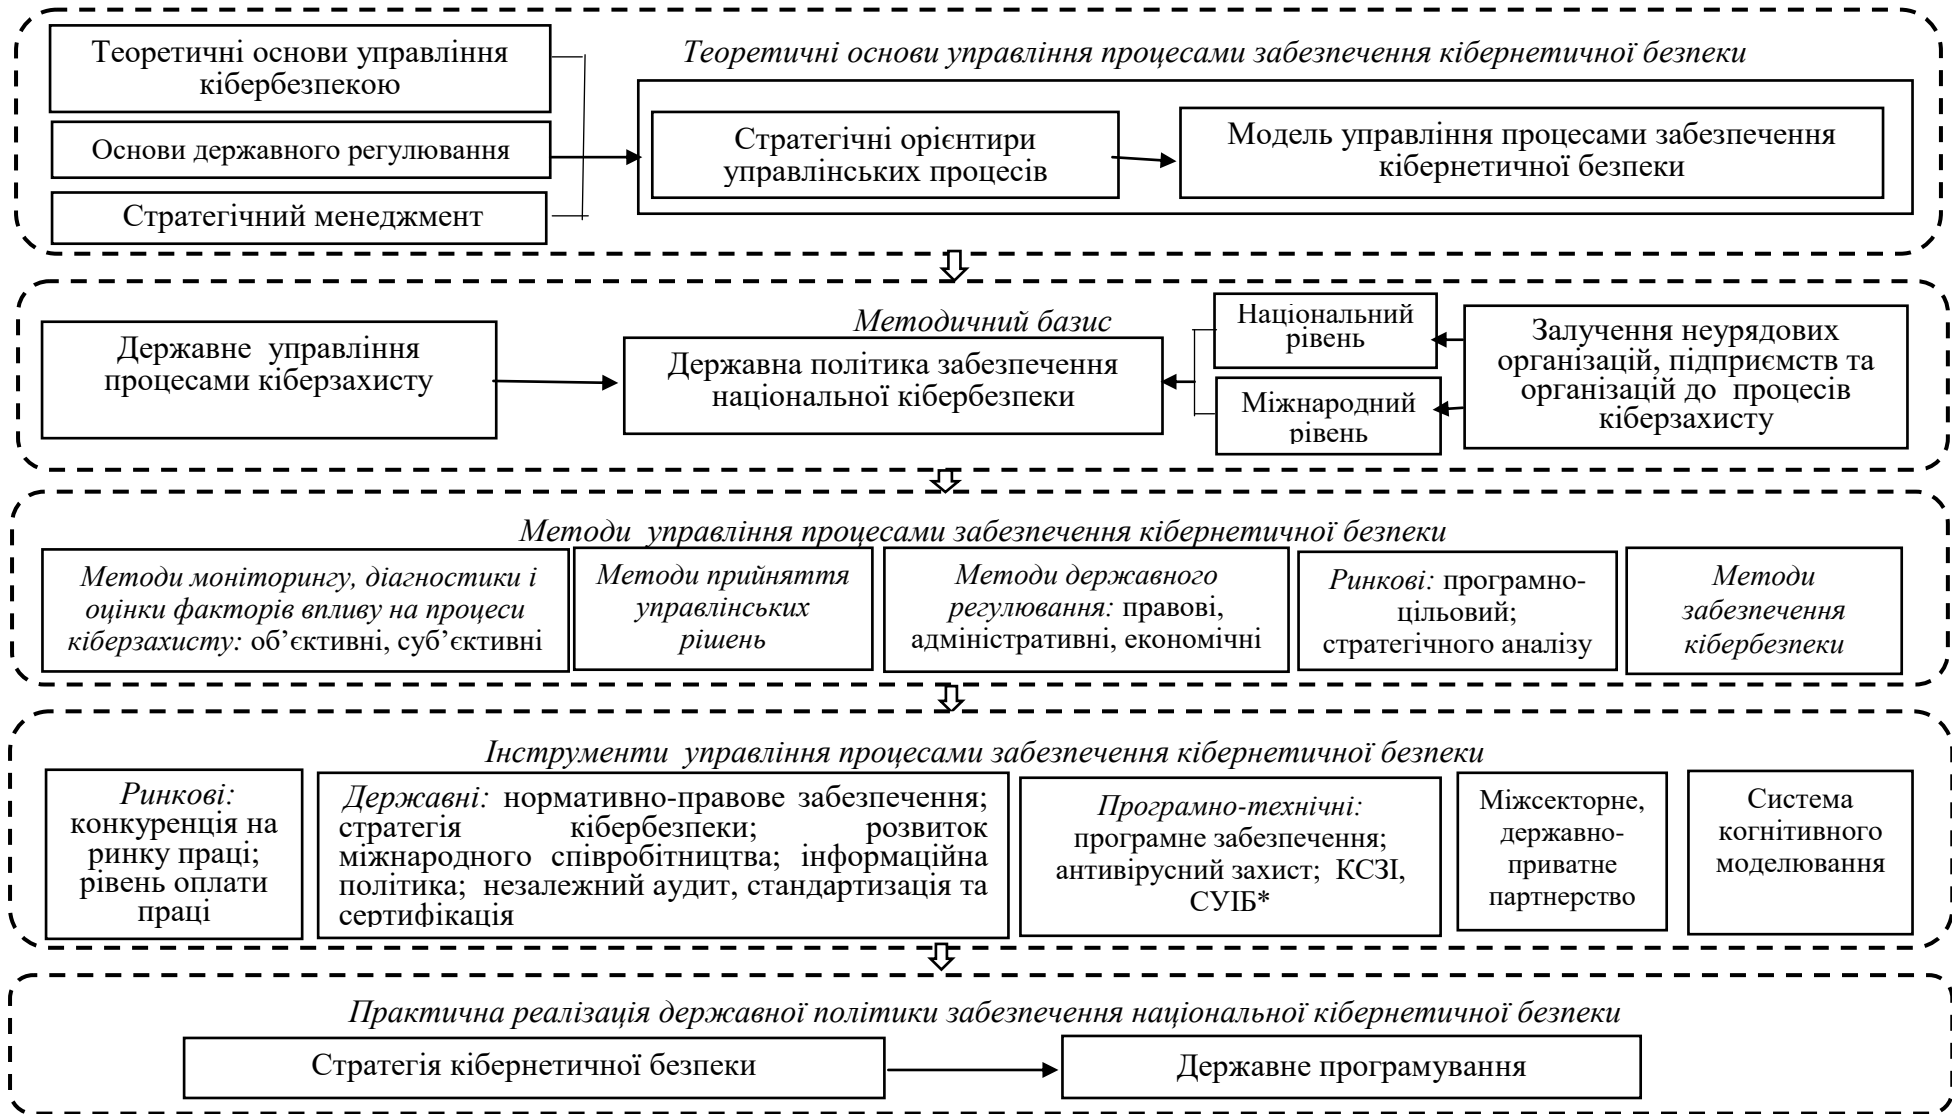 Теоретичні основи управління
кібербезпекою
Основи державного регулювання
Стратегічний менеджмент
Теоретичні основи управління процесами забезпечення кібернетичної безпеки
Стратегічні орієнтири
управлінських процесів
Модель управління процесами забезпечення
кібернетичної безпеки
Методичний базис
Державне управління
процесами кіберзахисту
Державна політика забезпечення
національної кібербезпеки
Національний
рівень
Міжнародний
рівень
Залучення неурядових
організацій, підприємств та
організацій до процесів
кіберзахисту
Методи управління процесами забезпечення кібернетичної безпеки
Методи моніторингу, діагностики і
оцінки факторів впливу на процеси
кіберзахисту: об’єктивні, суб’єктивні
Методи прийняття
управлінських
рішень
Методи державного
регулювання: правові,
адміністративні, економічні
Ринкові: програмно-
цільовий;
стратегічного аналізу
Методи
забезпечення
кібербезпеки
Інструменти управління процесами забезпечення кібернетичної безпеки
Ринкові:
конкуренція на
ринку праці;
рівень оплати
праці
Державні: нормативно-правове забезпечення;
стратегія кібербезпеки; розвиток
міжнародного співробітництва; інформаційна
політика; незалежний аудит, стандартизація та
сертифікація
Програмно-технічні:
програмне забезпечення;
антивірусний захист; КСЗІ,
СУІБ*
Міжсекторне,
державно-
приватне
партнерство
Система
когнітивного
моделювання
Практична реалізація державної політики забезпечення національної кібернетичної безпеки
Стратегія кібернетичної безпеки
Державне програмування